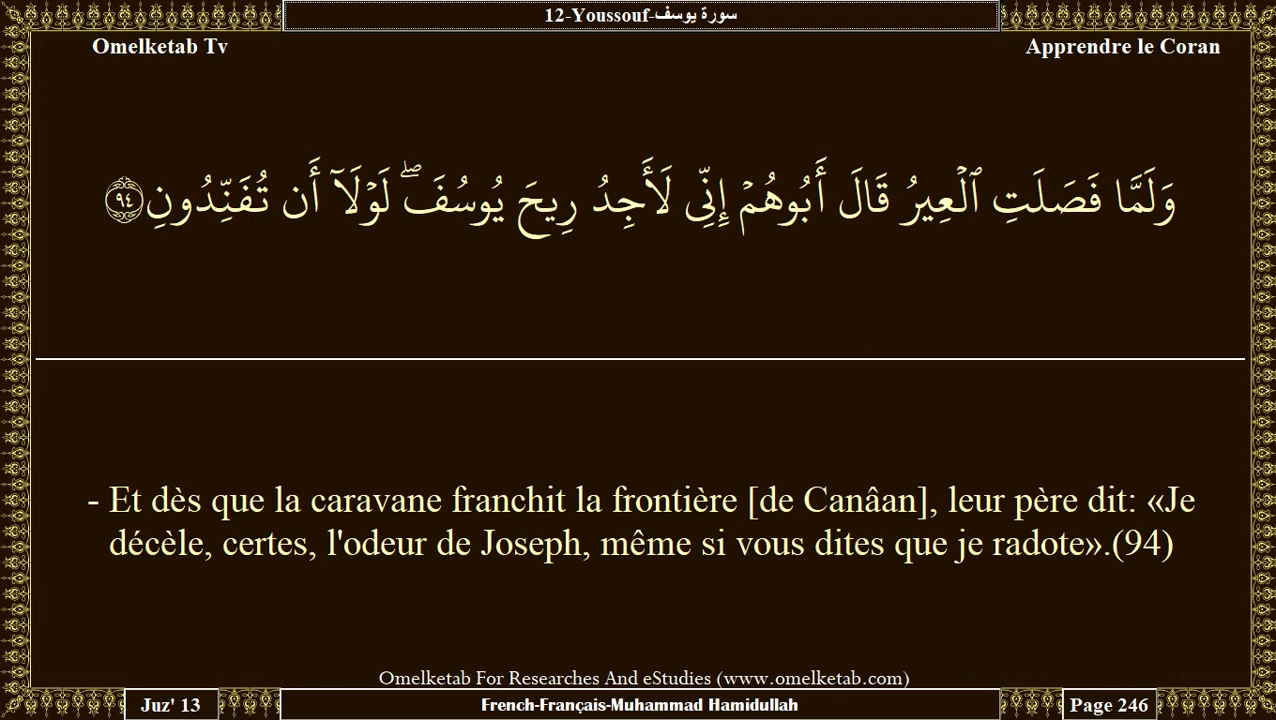 12-Youssouf-سورة يوسف
Omelketab Tv
Apprendre le Coran
وَلَمَّا فَصَلَتِ ٱلْعِيرُ قَالَ أَبُوهُمْ إِنِّى لَأَجِدُ رِيحَ يُوسُفَ ۖ لَوْلَآ أَن تُفَنِّدُونِ ٩٤
- Et dès que la caravane franchit la frontière [de Canâan], leur père dit: «Je
décèle, certes, l'odeur de Joseph, même si vous dites que je radote».(94)
Omelketab For Researches And eStudies (www.omelketab.com)
Juz' 13
French-Français-Muhammad Hamidullah
Page 246